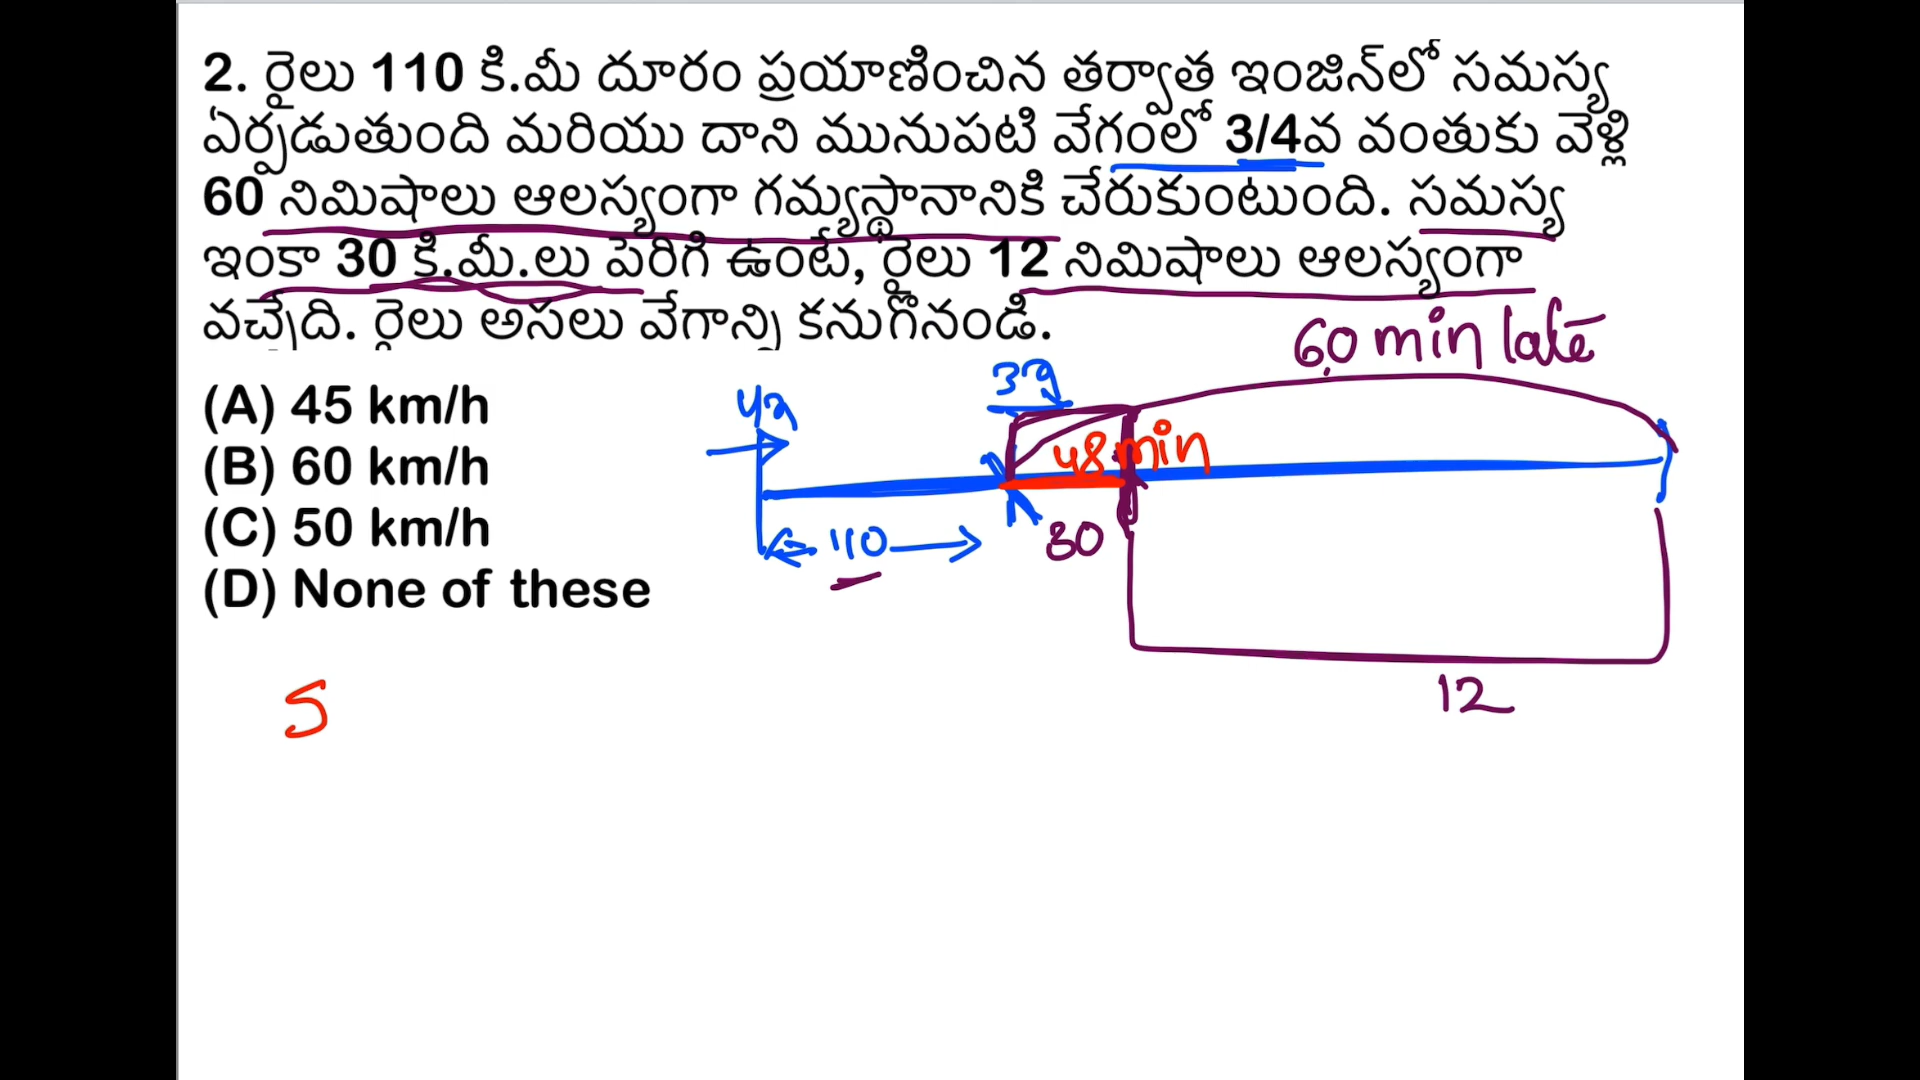 2. రైలు 110 కి.మీ దూరం ప్రయాణించిన తర్వాత ఇంజిన్‌లో సమస్య
ఏర్పడుతుంది మరియు దాని మునుపటి వేగంలో 3/4వ వంతుకు వెళ్లి
60 నిమిషాలు ఆలస్యంగా గమ్యస్థానానికి చేరుకుంటుంది. సమస్య
ఇంకా 30 కి.మీ.లు పెరిగి ఉంటే, రైలు 12 నిమిషాలు ఆలస్యంగా
వచ్చేది. రైలు అసలు వేగాన్ని కనుగొనండి.
60 min late
(A) 45 km/h
(B) 60 km/h
(C) 50 km/h
(D) None of these
4x
48 min
110
30
12
S